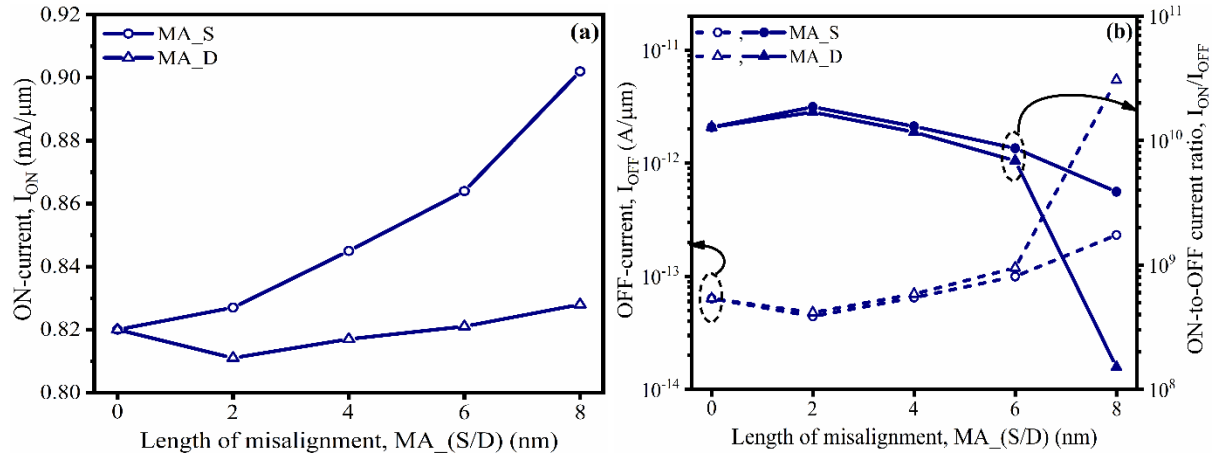 (a)
MA_S
MA_D
ON-current, I_ON (mA/µm)
0.92
0.90
0.88
0.86
0.84
0.82
0.80
0 2 4 6 8
Length of misalignment, MA_(S/D) (nm)
(b)
, MA_S
, MA_D
OFF-current, I_OFF (A/µm)
10^-11
10^-12
10^-13
10^-14
0 2 4 6 8
Length of misalignment, MA_(S/D) (nm)
ON-to-OFF current ratio, I_ON/I_OFF
10^11
10^10
10^9
10^8